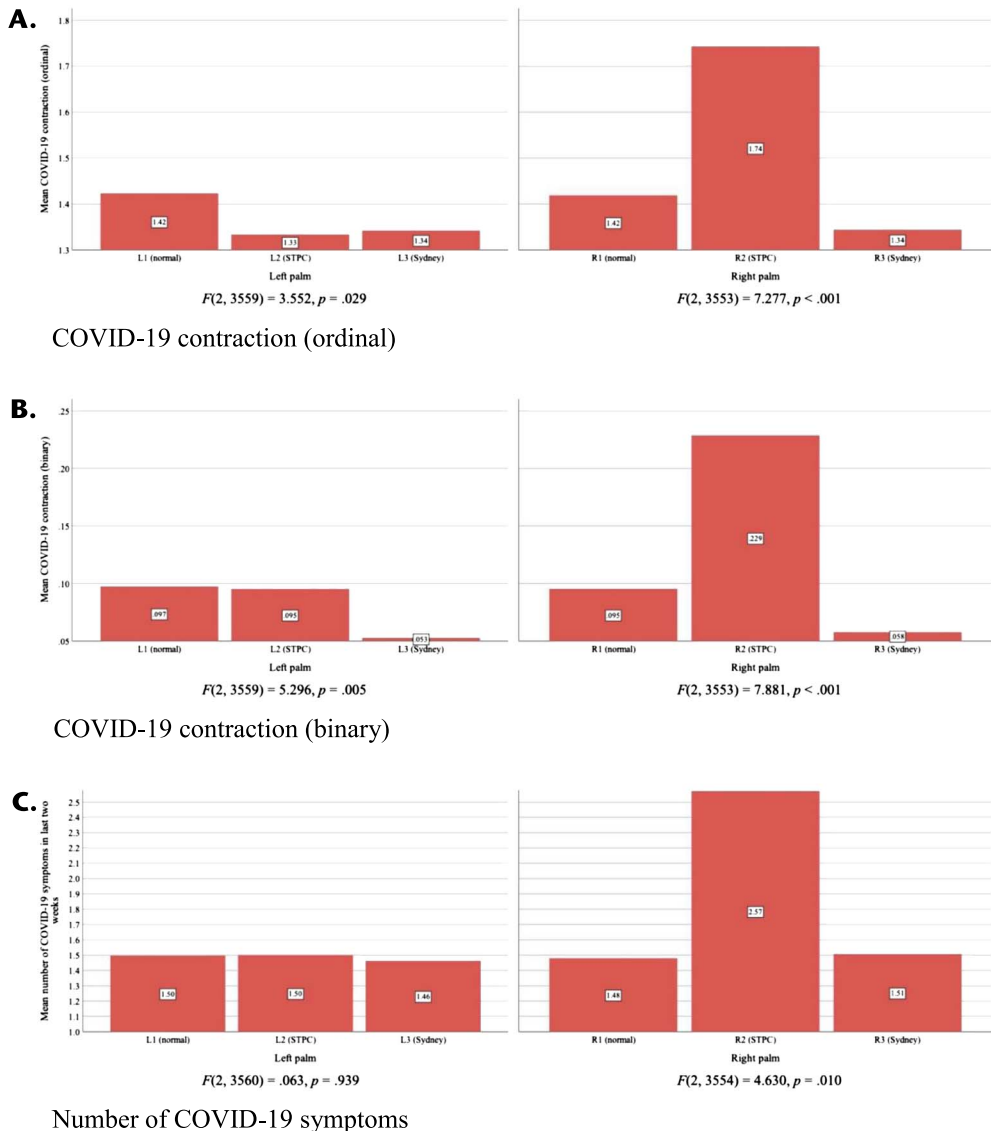 A.
Mean COVID-19 contraction (ordinal)
1.8
1.7
1.6
1.5
1.4
1.3
1.42
1.33
1.34
L1 (normal) L2 (STPC) L3 (Sydney)
Left palm
F(2, 3559) = 3.552, p = .029
1.42
1.74
1.34
R1 (normal) R2 (STPC) R3 (Sydney)
Right palm
F(2, 3553) = 7.277, p < .001
COVID-19 contraction (ordinal)
B.
Mean COVID-19 contraction (binary)
.25
.20
.15
.10
.05
.097
.095
.053
L1 (normal) L2 (STPC) L3 (Sydney)
Left palm
F(2, 3559) = 5.296, p = .005
.095
.229
.058
R1 (normal) R2 (STPC) R3 (Sydney)
Right palm
F(2, 3553) = 7.881, p < .001
COVID-19 contraction (binary)
C.
Mean number of COVID-19 symptoms in last two
weeks
2.5
2.4
2.3
2.2
2.1
2.0
1.9
1.8
1.7
1.6
1.5
1.4
1.3
1.2
1.1
1.0
1.50
1.50
1.46
L1 (normal) L2 (STPC) L3 (Sydney)
Left palm
F(2, 3560) = .063, p = .939
1.48
2.57
1.51
R1 (normal) R2 (STPC) R3 (Sydney)
Right palm
F(2, 3554) = 4.630, p = .010
Number of COVID-19 symptoms